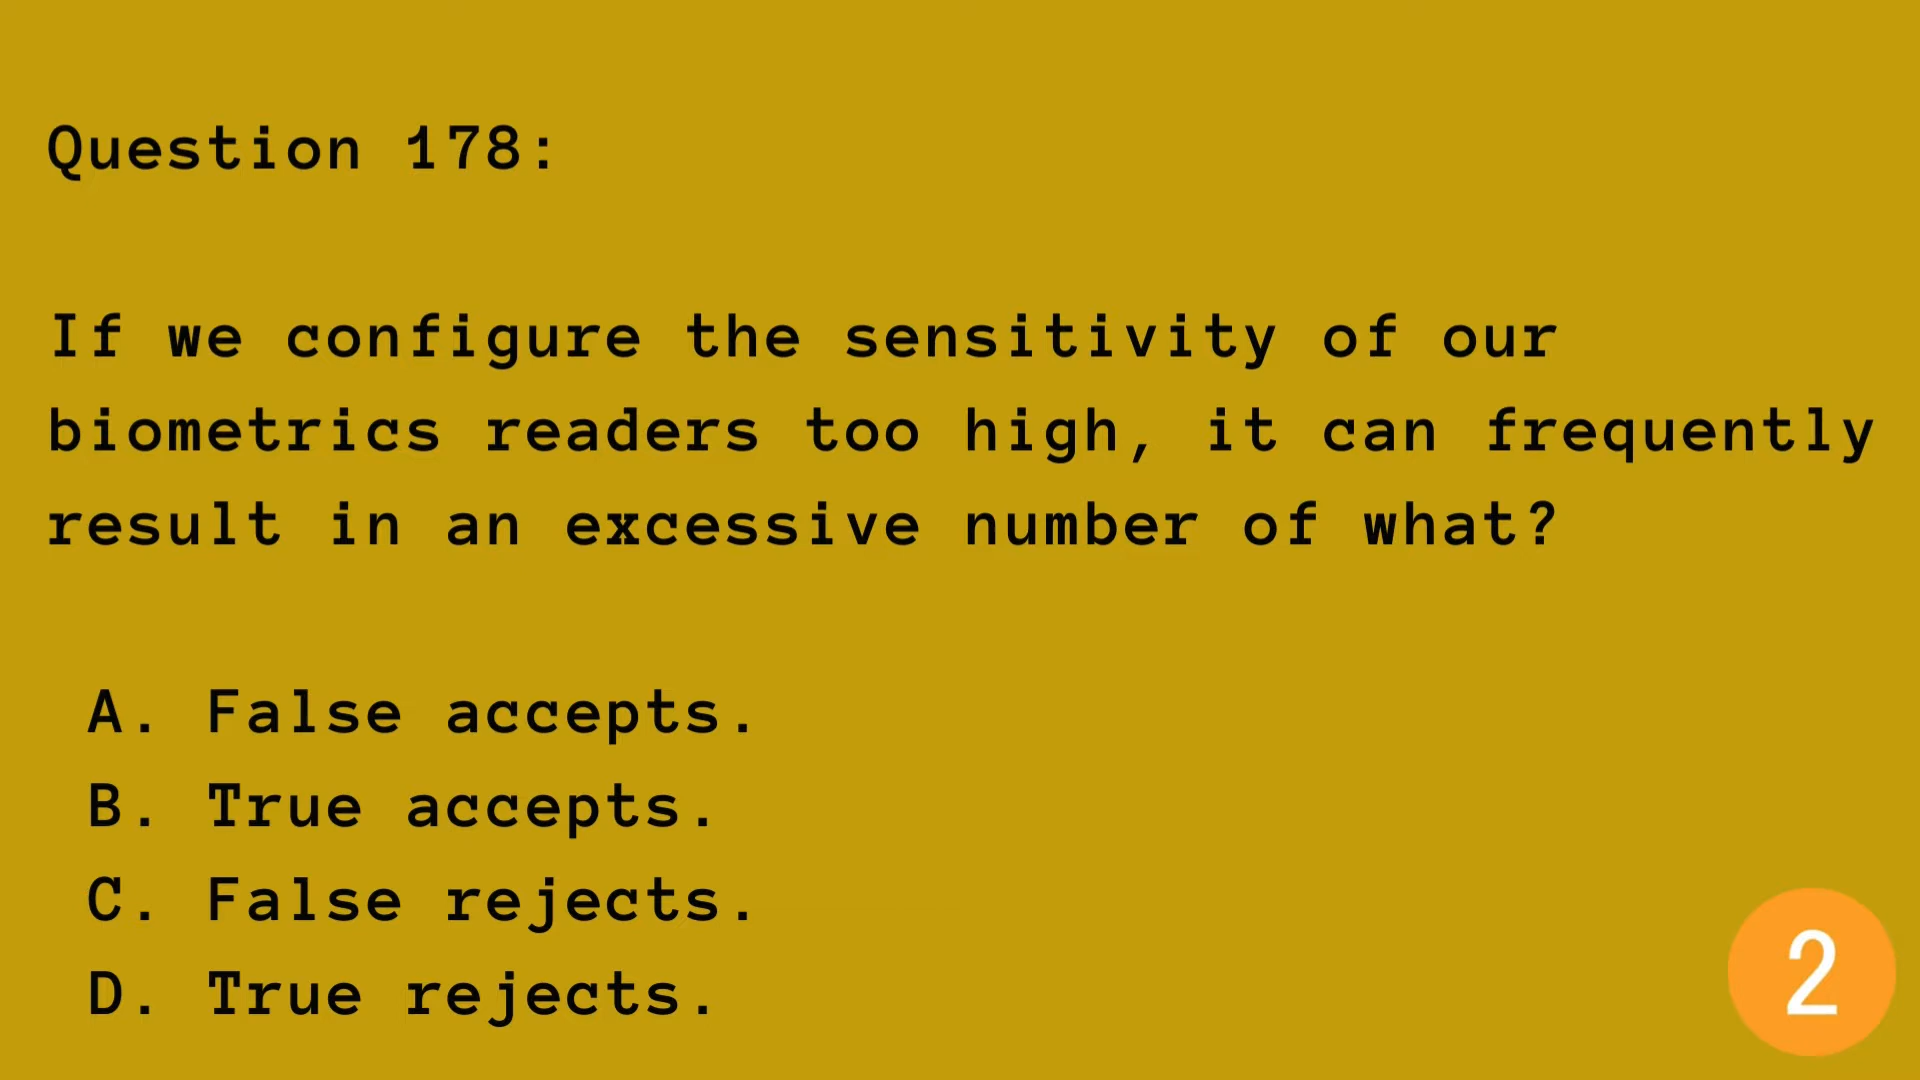 Question 178:
If we configure the sensitivity of our
biometrics readers too high, it can frequently
result in an excessive number of what?
A. False accepts.
B. True accepts.
C. False rejects.
D. True rejects.
2